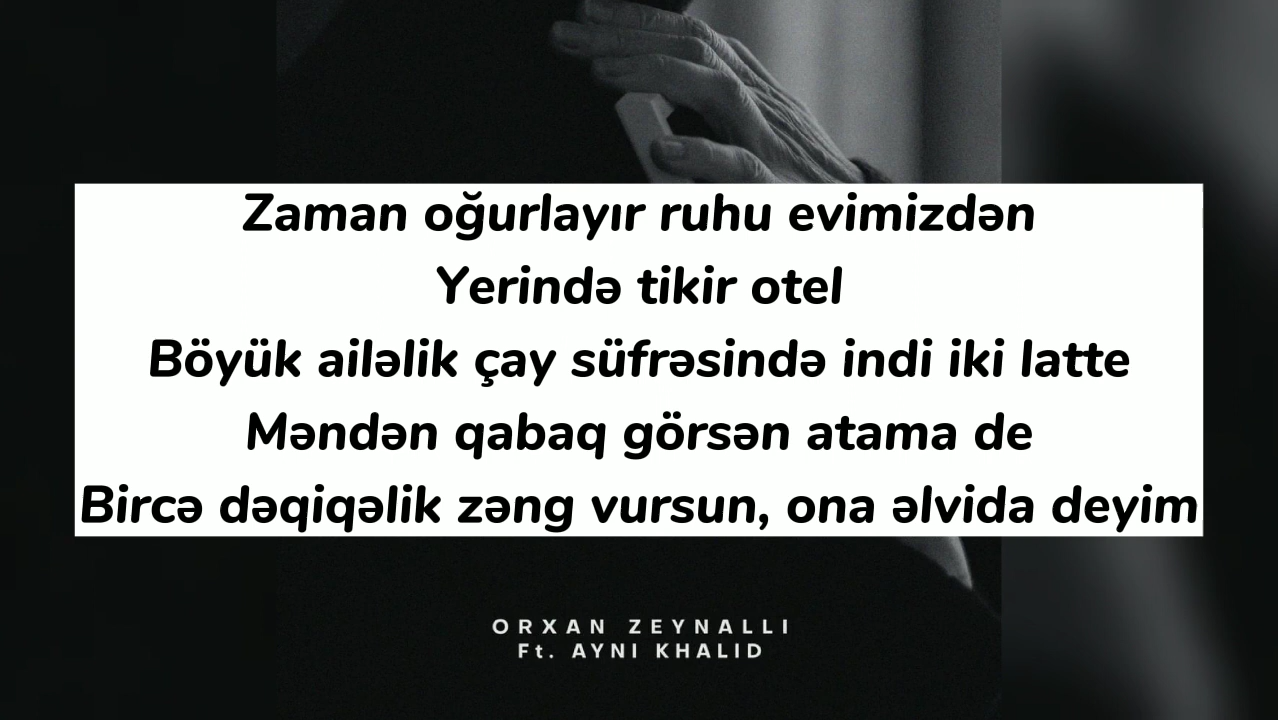 Zaman oğurlayır ruhu evimizdən
Yerində tikir otel
Böyük ailəlik çay süfrəsində indi iki latte
Məndən qabaq görsən atama de
Bircə dəqiqəlik zəng vursun, ona əlvida deyim
ORXAN ZEYNALLI
Ft. AYNI KHALID